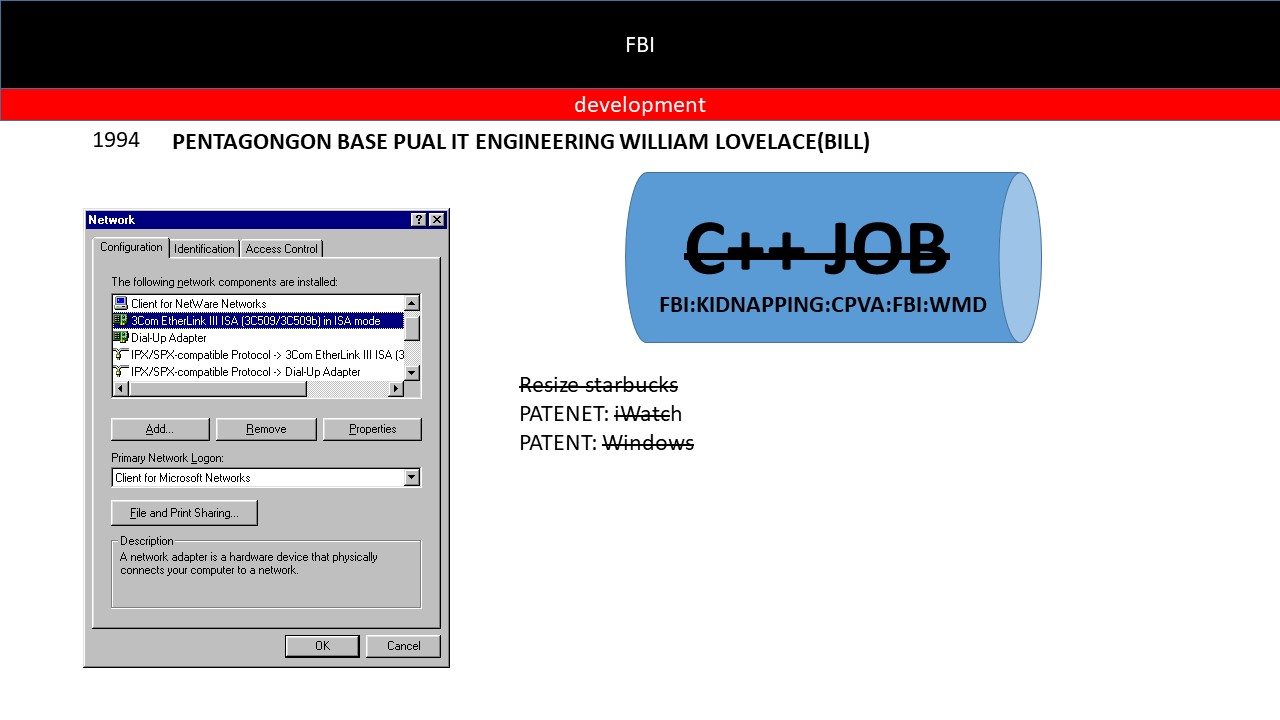 FBI
development
1994 PENTAGONGON BASE PUAL IT ENGINEERING WILLIAM LOVELACE(BILL)
C++ JOB
FBI:KIDNAPPING:CPVA:FBI:WMD
Network
Configuration Identification Access Control
The following network components are installed:
Client for NetWare Networks
3Com EtherLink III ISA (3C509/3C509b) in ISA mode
Dial-Up Adapter
IPX/SPX-compatible Protocol -> 3Com EtherLink III ISA (3
IPX/SPX-compatible Protocol -> Dial-Up Adapter
Add... Remove Properties
Primary Network Logon:
Client for Microsoft Networks
File and Print Sharing...
Description
A network adapter is a hardware device that physically
connects your computer to a network.
OK Cancel
Resize starbucks
PATENET: iWatch
PATENT: Windows